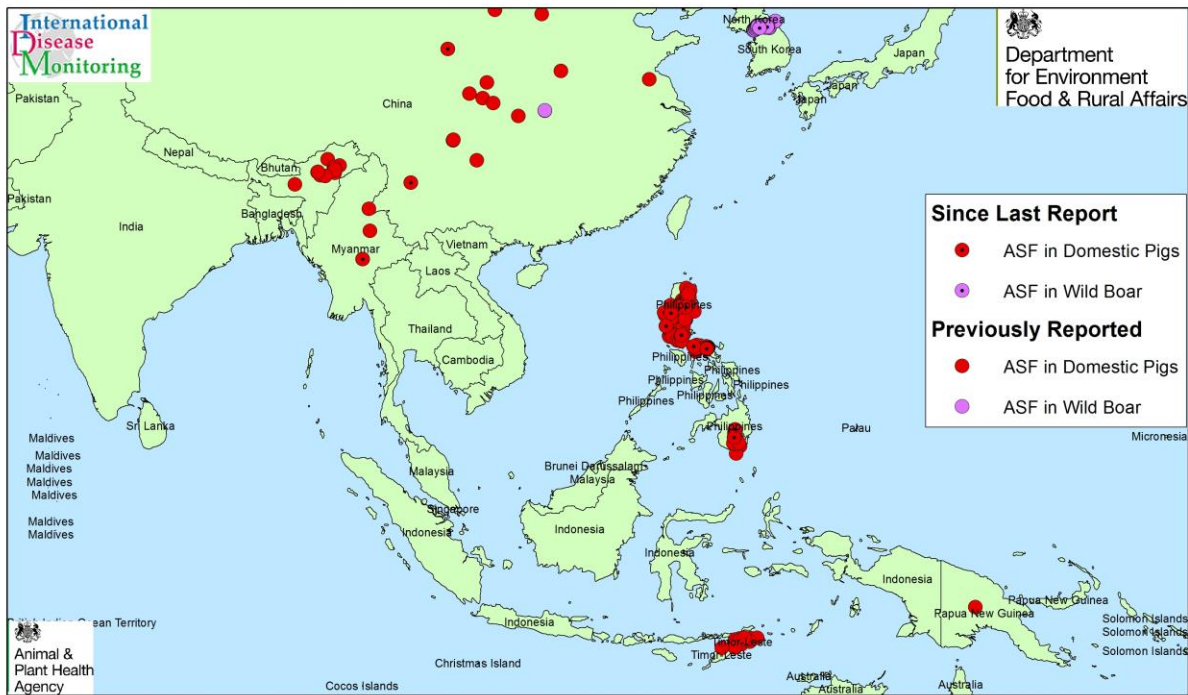 International
Disease
Monitoring
Department
for Environment
Food & Rural Affairs
North Korea
South Korea
Japan
Japan
Japan
Pakistan
China
Nepal
Bhutan
Pakistan
Bangladesh
India
Myanmar
Vietnam
Laos
Thailand
Cambodia
Since Last Report
ASF in Domestic Pigs
ASF in Wild Boar
Previously Reported
ASF in Domestic Pigs
ASF in Wild Boar
Philippines
Philippines
Philippines
Philippines
Philippines
Philippines
Philippines
Philippines
Palau
Micronesia
Sri Lanka
Maldives
Maldives
Maldives
Maldives
Maldives
Maldives
Maldives
Malaysia
Brunei Darussalam
Malaysia
Singapore
Indonesia
Indonesia
Indonesia
Indonesia
Papua New Guinea
Papua New Guinea
Indian Ocean Territory
Indonesia
Solomon Islands
Solomon Islands
Solomon Islands
Timor-Leste
Timor-Leste
Christmas Island
Cocos Islands
Australia
Australia
Australia
Animal &
Plant Health
Agency